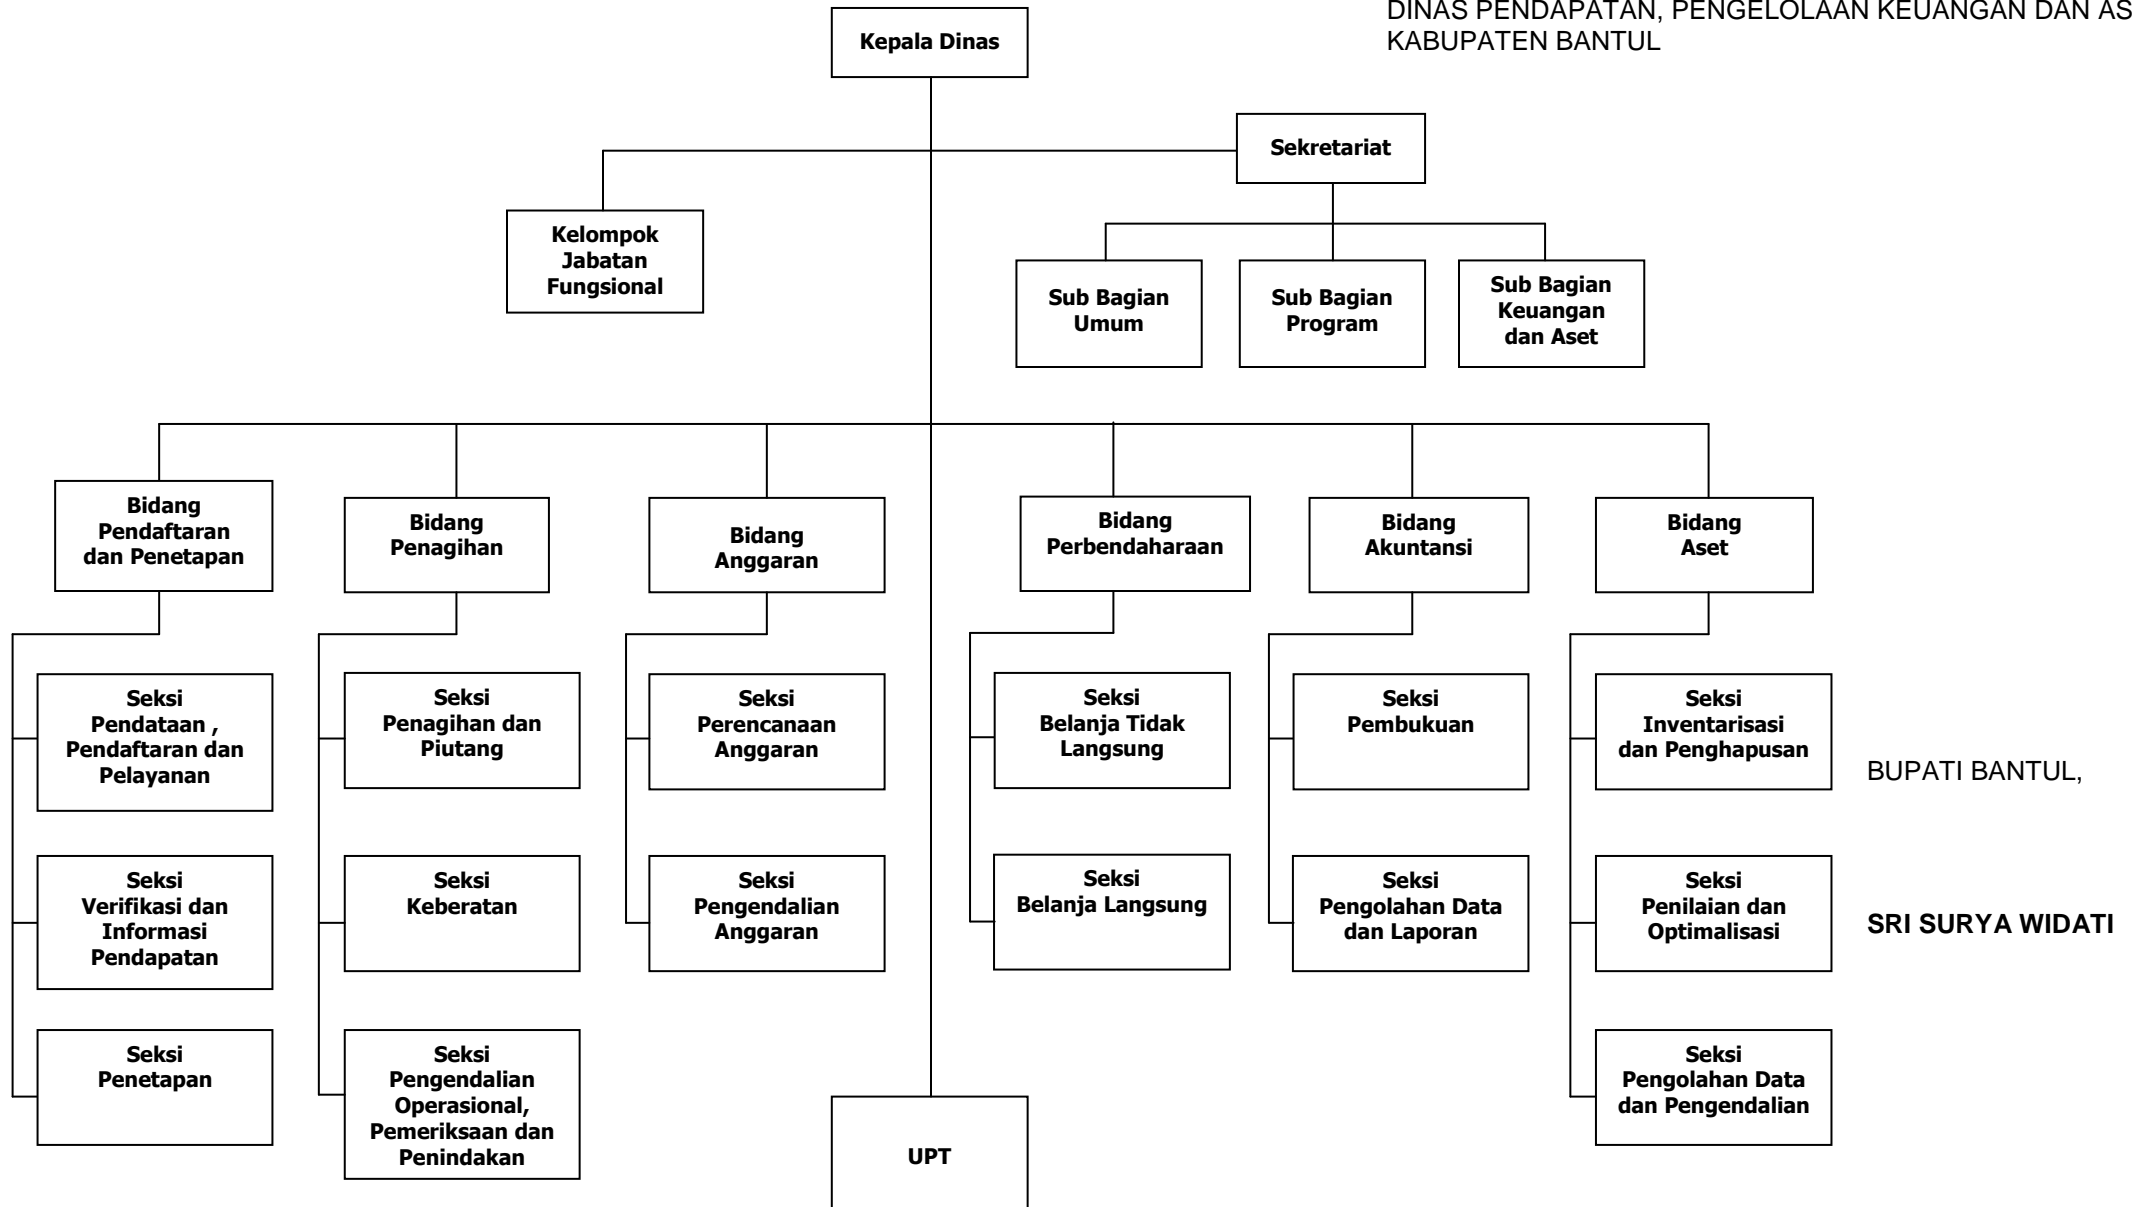 DINAS PENDAPATAN, PENGELOLAAN KEUANGAN DAN AS
KABUPATEN BANTUL
Kepala Dinas
Sekretariat
Kelompok
Jabatan
Fungsional
Sub Bagian
Umum
Sub Bagian
Program
Sub Bagian
Keuangan
dan Aset
Bidang
Pendaftaran
dan Penetapan
Bidang
Penagihan
Bidang
Anggaran
Bidang
Perbendaharaan
Bidang
Akuntansi
Bidang
Aset
Seksi
Pendataan ,
Pendaftaran dan
Pelayanan
Seksi
Penagihan dan
Piutang
Seksi
Perencanaan
Anggaran
Seksi
Belanja Tidak
Langsung
Seksi
Pembukuan
Seksi
Inventarisasi
dan Penghapusan
BUPATI BANTUL,
Seksi
Verifikasi dan
Informasi
Pendapatan
Seksi
Keberatan
Seksi
Pengendalian
Anggaran
Seksi
Belanja Langsung
Seksi
Pengolahan Data
dan Laporan
Seksi
Penilaian dan
Optimalisasi
SRI SURYA WIDATI
Seksi
Penetapan
Seksi
Pengendalian
Operasional,
Pemeriksaan dan
Penindakan
UPT
Seksi
Pengolahan Data
dan Pengendalian